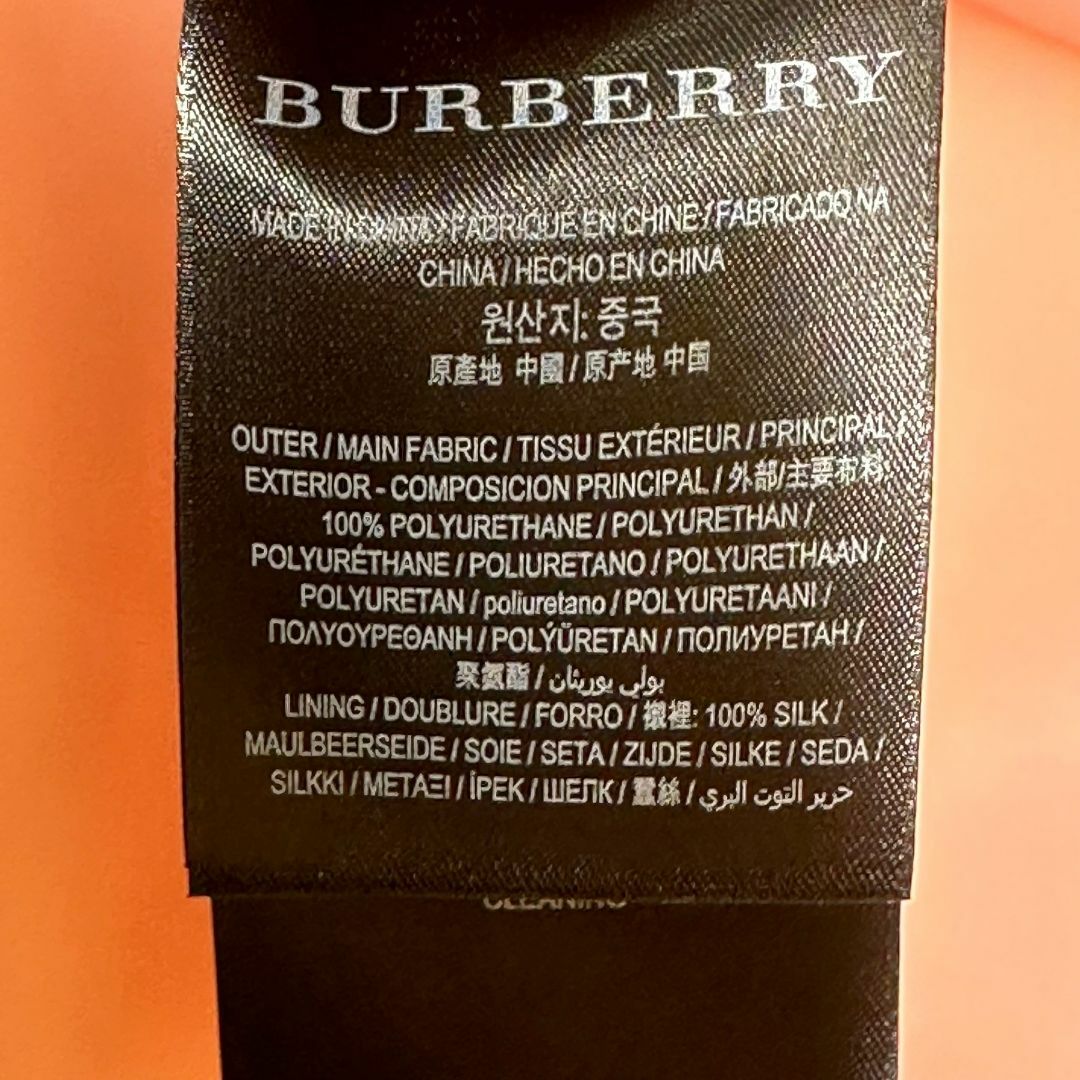 BURBERRY
MADE IN CHINA / FABRIQUÉ EN CHINE / FABRICADO NA
CHINA / HECHO EN CHINA
원산지: 중국
原產地 中國 / 原产地 中国
OUTER / MAIN FABRIC / TISSU EXTÉRIEUR / PRINCIPAL /
EXTERIOR - COMPOSICION PRINCIPAL / 外部/主要布料
100% POLYURETHANE / POLYURETHAN /
POLYURÉTHANE / POLIURETANO / POLYURETHAAN /
POLYURETAN / poliuretano / POLYURETAANI /
ΠΟΛΥΟΥΡΕΘΑΝΗ / POLÝÜRETAN / ПОЛИУРЕТАН /
聚氨酯 / بولي يوريثان
LINING / DOUBLURE / FORRO / 襯裡: 100% SILK /
MAULBEERSEIDE / SOIE / SETA / ZIJDE / SILKE / SEDA /
SILKKI / ΜΕΤΑΞΙ / İPEK / ШЕЛК / 蠶絲 / حرير التوت البري
CLEANING